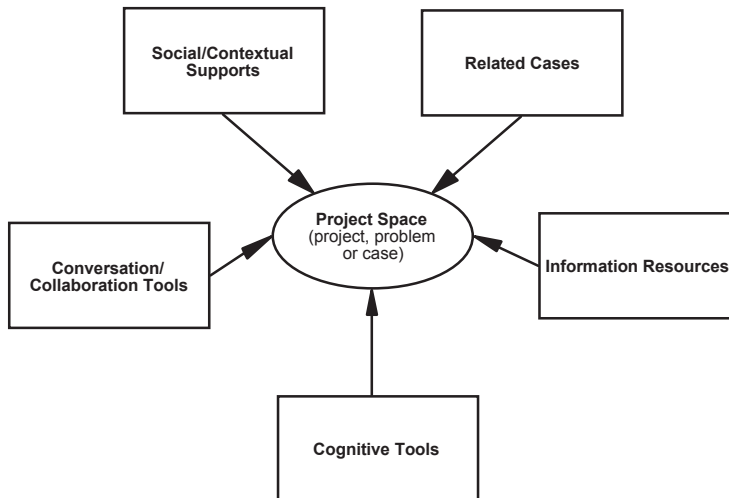 Social/Contextual
Supports
Related Cases
Project Space
(project, problem
or case)
Conversation/
Collaboration Tools
Information Resources
Cognitive Tools